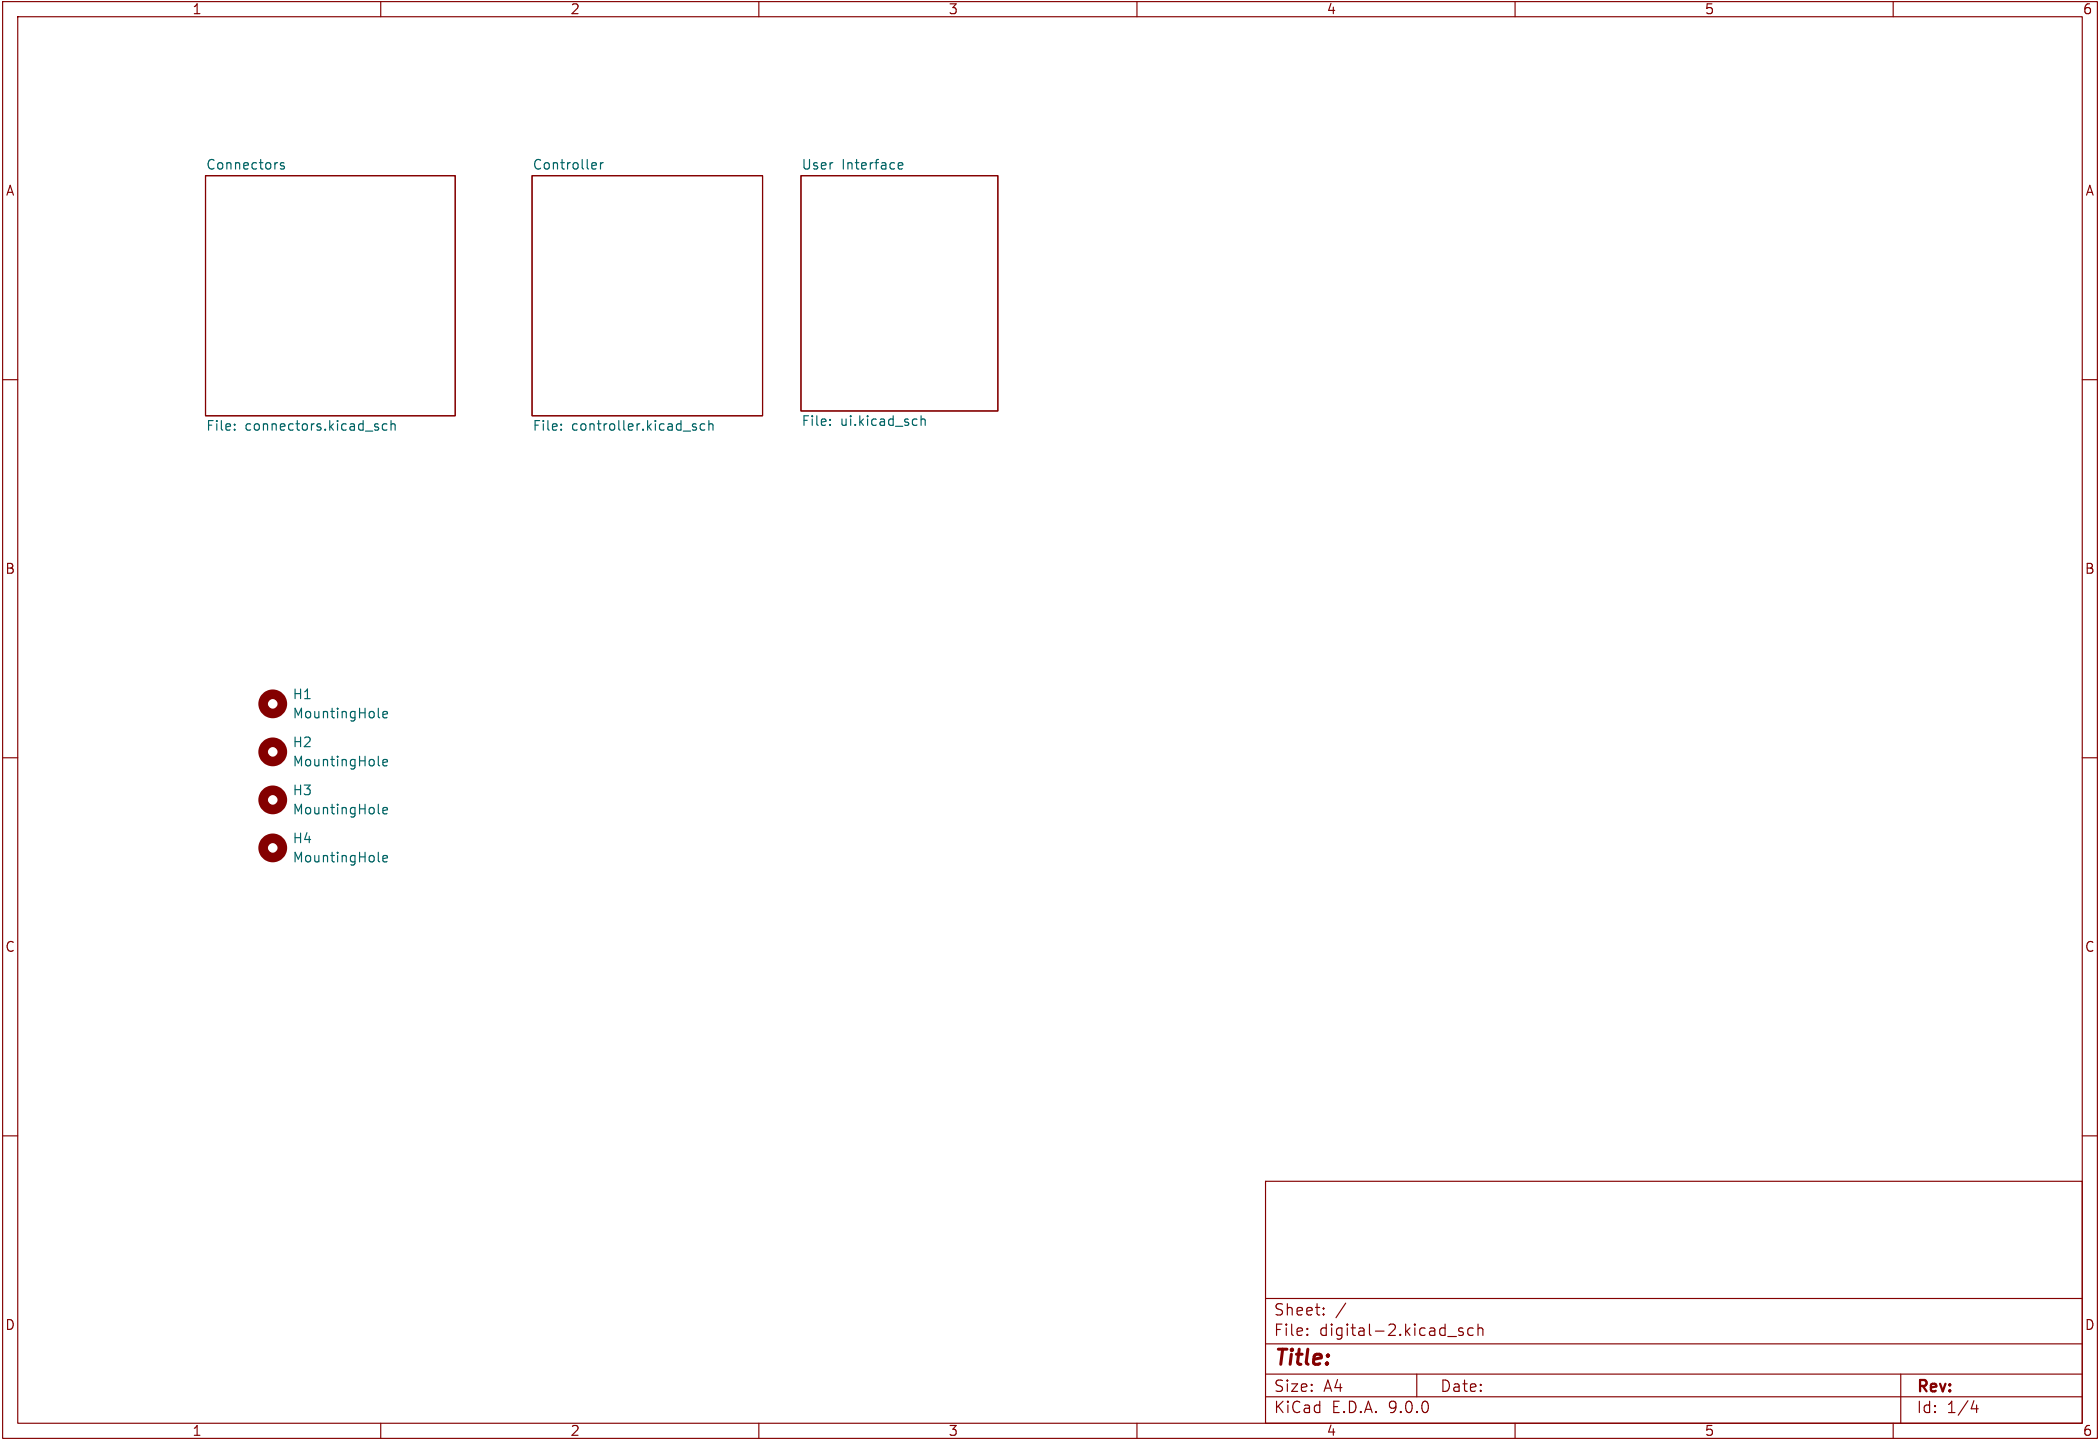 1 2 3 4 5 6
Connectors
Controller
User Interface
A A
File: connectors.kicad_sch
File: controller.kicad_sch
File: ui.kicad_sch
B B
H1
MountingHole
H2
MountingHole
H3
MountingHole
H4
MountingHole
C C
Sheet: /
File: digital-2.kicad_sch
D D
Title:
Size: A4
Date:
Rev:
KiCad E.D.A. 9.0.0
Id: 1/4
1 2 3 4 5 6